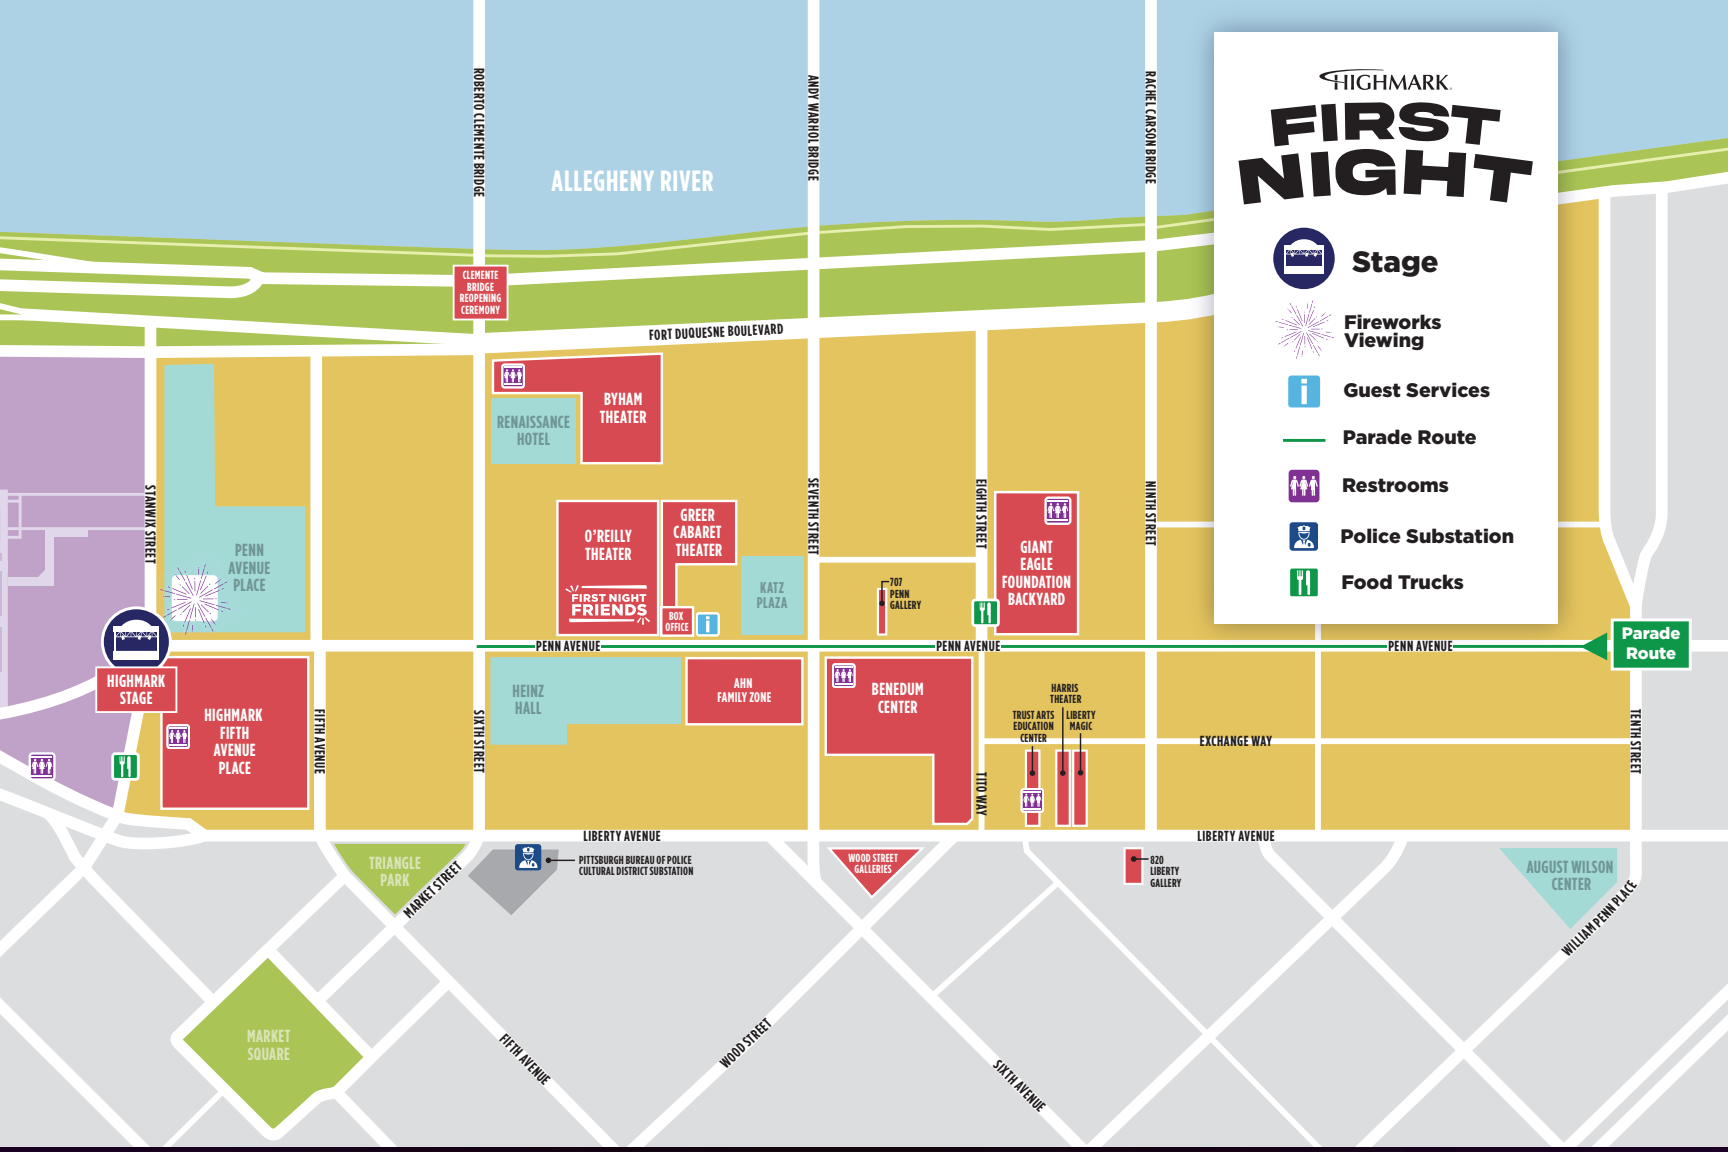 HIGHMARK
FIRST
NIGHT
Stage
Fireworks
Viewing
i
Guest Services
Parade Route
Restrooms
Police Substation
Food Trucks
ROBERTO CLEMENTE BRIDGE
ANDY WARHOL BRIDGE
RACHEL CARSON BRIDGE
ALLEGHENY RIVER
CLEMENTE
BRIDGE
REOPENING
CEREMONY
FORT DUQUESNE BOULEVARD
BYHAM
THEATER
RENAISSANCE
HOTEL
STANWIX STREET
SEVENTH STREET
EIGHTH STREET
NINTH STREET
PENN
AVENUE
PLACE
O'REILLY
THEATER
FIRST NIGHT
FRIENDS
GREER
CABARET
THEATER
BOX
OFFICE
i
KATZ
PLAZA
707
PENN
GALLERY
GIANT
EAGLE
FOUNDATION
BACKYARD
PENN AVENUE
PENN AVENUE
PENN AVENUE
Parade
Route
HIGHMARK
STAGE
HIGHMARK
FIFTH
AVENUE
PLACE
FIFTH AVENUE
SIXTH STREET
HEINZ
HALL
AHN
FAMILY ZONE
BENEDUM
CENTER
TITO WAY
HARRIS
THEATER
TRUST ARTS
EDUCATION
CENTER
LIBERTY
MAGIC
EXCHANGE WAY
TENTH STREET
LIBERTY AVENUE
LIBERTY AVENUE
TRIANGLE
PARK
MARKET STREET
PITTSBURGH BUREAU OF POLICE
CULTURAL DISTRICT SUBSTATION
WOOD STREET
GALLERIES
820
LIBERTY
GALLERY
AUGUST WILSON
CENTER
WILLIAM PENN PLACE
MARKET
SQUARE
FIFTH AVENUE
WOOD STREET
SIXTH AVENUE